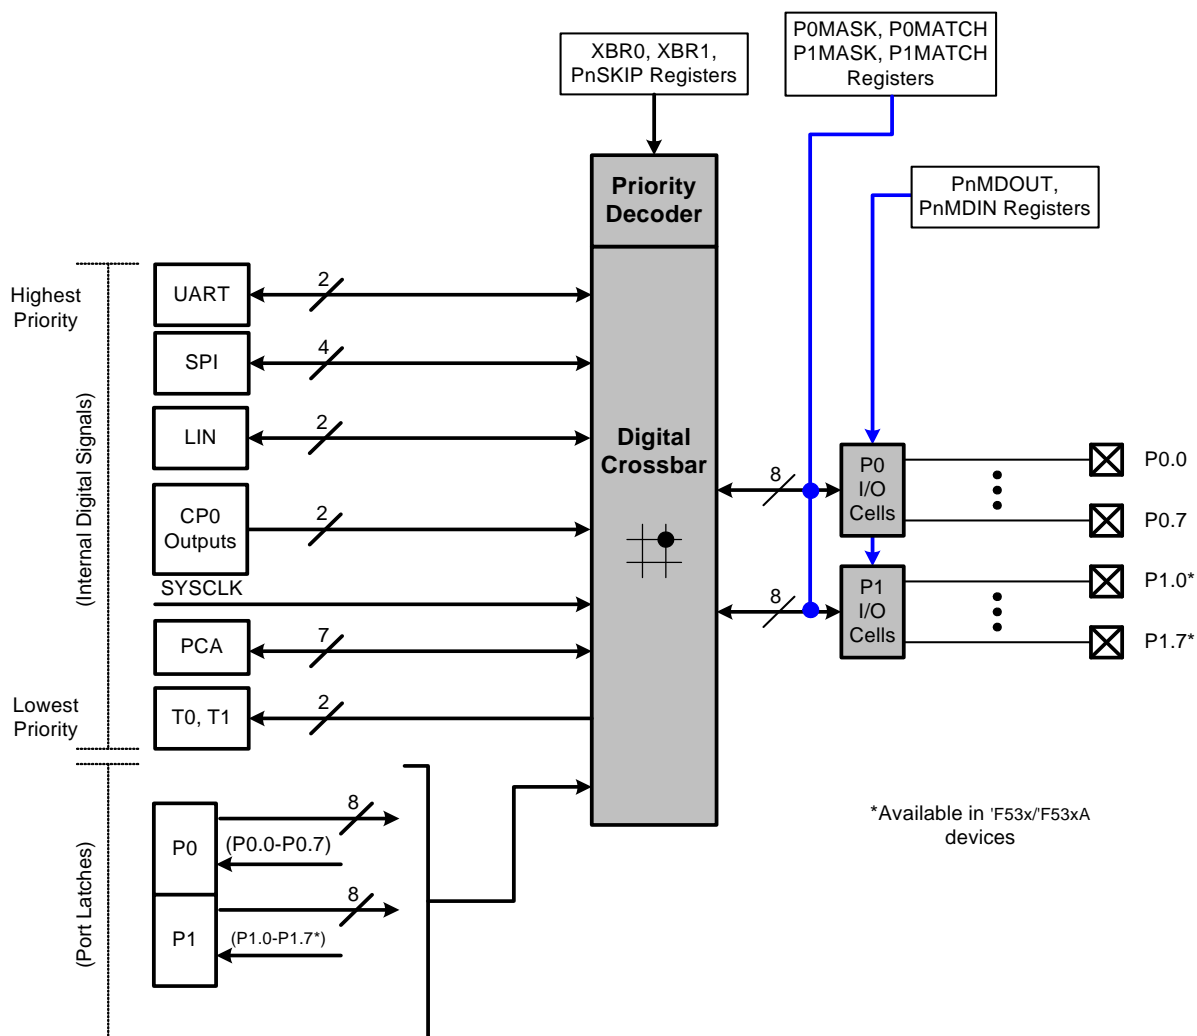 XBR0, XBR1,
PnSKIP Registers
P0MASK, P0MATCH
P1MASK, P1MATCH
Registers
PnMDOUT,
PnMDIN Registers
Priority
Decoder
Highest
Priority
(Internal Digital Signals)
UART
2
SPI
4
LIN
2
CP0
Outputs
2
SYSCLK
PCA
7
Lowest
Priority
T0, T1
2
Digital
Crossbar
8
P0
I/O
Cells
P0.0
P0.7
8
P1
I/O
Cells
P1.0*
P1.7*
(Port Latches)
P0
8
(P0.0-P0.7)
P1
8
(P1.0-P1.7*)
*Available in 'F53x/'F53xA
devices